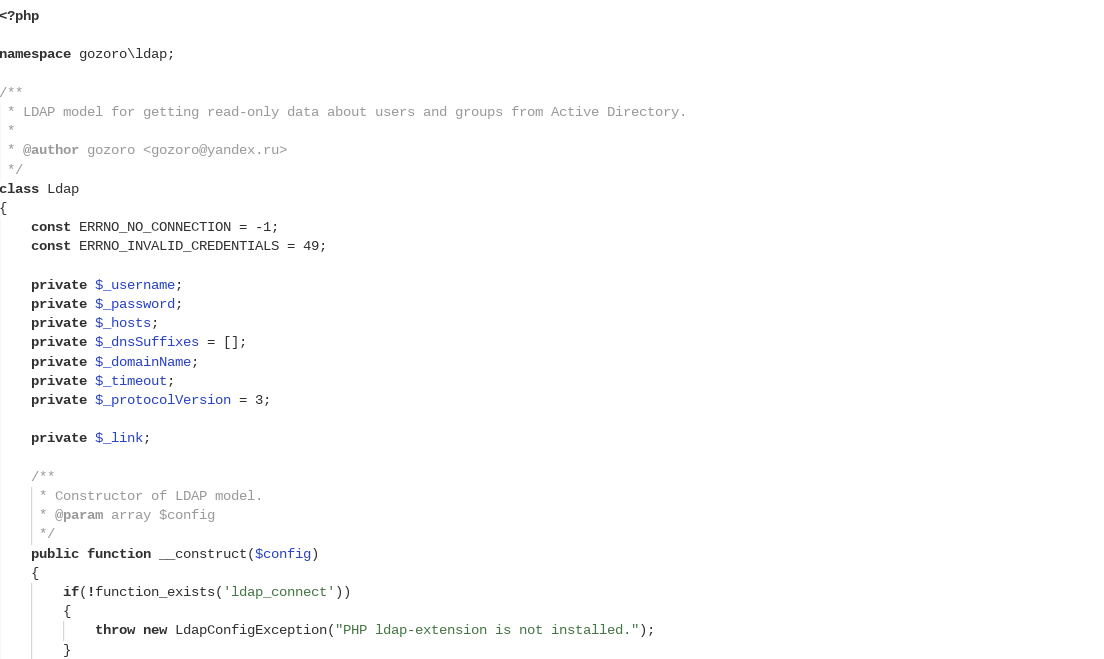 <?php

namespace gozoro\ldap;

/**
 * LDAP model for getting read-only data about users and groups from Active Directory.
 *
 * @author gozoro <gozoro@yandex.ru>
 */
class Ldap
{
    const ERRNO_NO_CONNECTION = -1;
    const ERRNO_INVALID_CREDENTIALS = 49;

    private $_username;
    private $_password;
    private $_hosts;
    private $_dnsSuffixes = [];
    private $_domainName;
    private $_timeout;
    private $_protocolVersion = 3;

    private $_link;

    /**
     * Constructor of LDAP model.
     * @param array $config
     */
    public function __construct($config)
    {
        if(!function_exists('ldap_connect'))
        {
            throw new LdapConfigException("PHP ldap-extension is not installed.");
        }